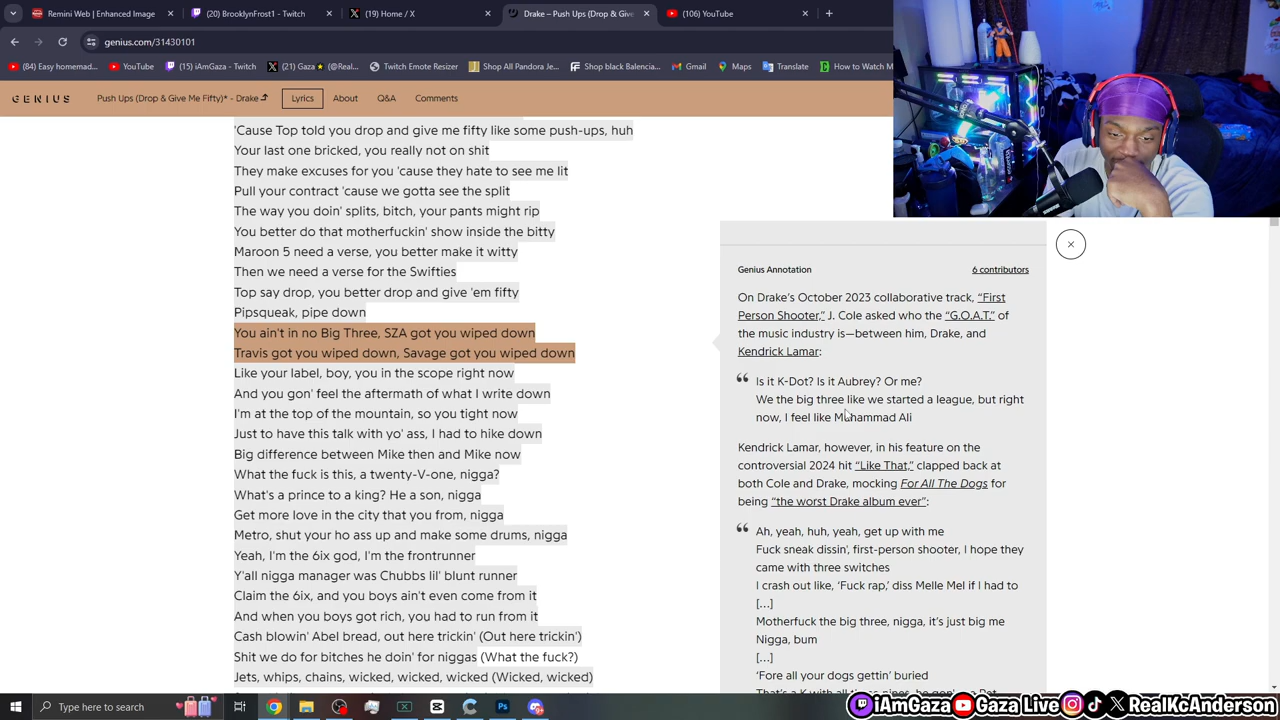 Remini Web | Enhanced Image
(20) BrooklynFrost1 - Twitch
(19) Home / X
Drake – Push Ups (Drop & Give
(106) YouTube
genius.com/31430101
(84) Easy homemad...
YouTube
(15) iAmGaza - Twitch
(21) Gaza ★ (@Real...
Twitch Emote Resizer
Shop All Pandora Je...
Shop black Balencia...
Gmail
Maps
Translate
How to Watch M
GENIUS
Push Ups (Drop & Give Me Fifty)* - Drake
Lyrics
About
Q&A
Comments
'Cause Top told you drop and give me fifty like some push-ups, huh
Your last one bricked, you really not on shit
They make excuses for you 'cause they hate to see me lit
Pull your contract 'cause we gotta see the split
The way you doin' splits, bitch, your pants might rip
You better do that motherfuckin' show inside the bitty
Maroon 5 need a verse, you better make it witty
Then we need a verse for the Swifties
Top say drop, you better drop and give 'em fifty
Pipsqueak, pipe down
You ain't in no Big Three, SZA got you wiped down
Travis got you wiped down, Savage got you wiped down
Like your label, boy, you in the scope right now
And you gon' feel the aftermath of what I write down
I'm at the top of the mountain, so you tight now
Just to have this talk with yo' ass, I had to hike down
Big difference between Mike then and Mike now
What the fuck is this, a twenty-V-one, nigga?
What's a prince to a king? He a son, nigga
Get more love in the city that you from, nigga
Metro, shut your ho ass up and make some drums, nigga
Yeah, I'm the 6ix god, I'm the frontrunner
Y'all nigga manager was Chubbs lil' blunt runner
Claim the 6ix, and you boys ain't even come from it
And when you boys got rich, you had to run from it
Cash blowin' Abel bread, out here trickin' (Out here trickin')
Shit we do for bitches he doin' for niggas (What the fuck?)
Jets, whips, chains, wicked, wicked, wicked (Wicked, wicked)
Genius Annotation
6 contributors
On Drake's October 2023 collaborative track, “First
Person Shooter,” J. Cole asked who the “G.O.A.T.” of
the music industry is—between him, Drake, and
Kendrick Lamar:
Is it K-Dot? Is it Aubrey? Or me?
We the big three like we started a league, but right
now, I feel like Muhammad Ali
Kendrick Lamar, however, in his feature on the
controversial 2024 hit “Like That,” clapped back at
both Cole and Drake, mocking For All The Dogs for
being “the worst Drake album ever”:
Ah, yeah, huh, yeah, get up with me
Fuck sneak dissin', first-person shooter, I hope they
came with three switches
I crash out like, ‘Fuck rap,’ diss Melle Mel if I had to
[...]
Motherfuck the big three, nigga, it's just big me
Nigga, bum
[...]
‘Fore all your dogs gettin' buried
Type here to search
iAmGaza
Gaza Live
RealKcAnderson